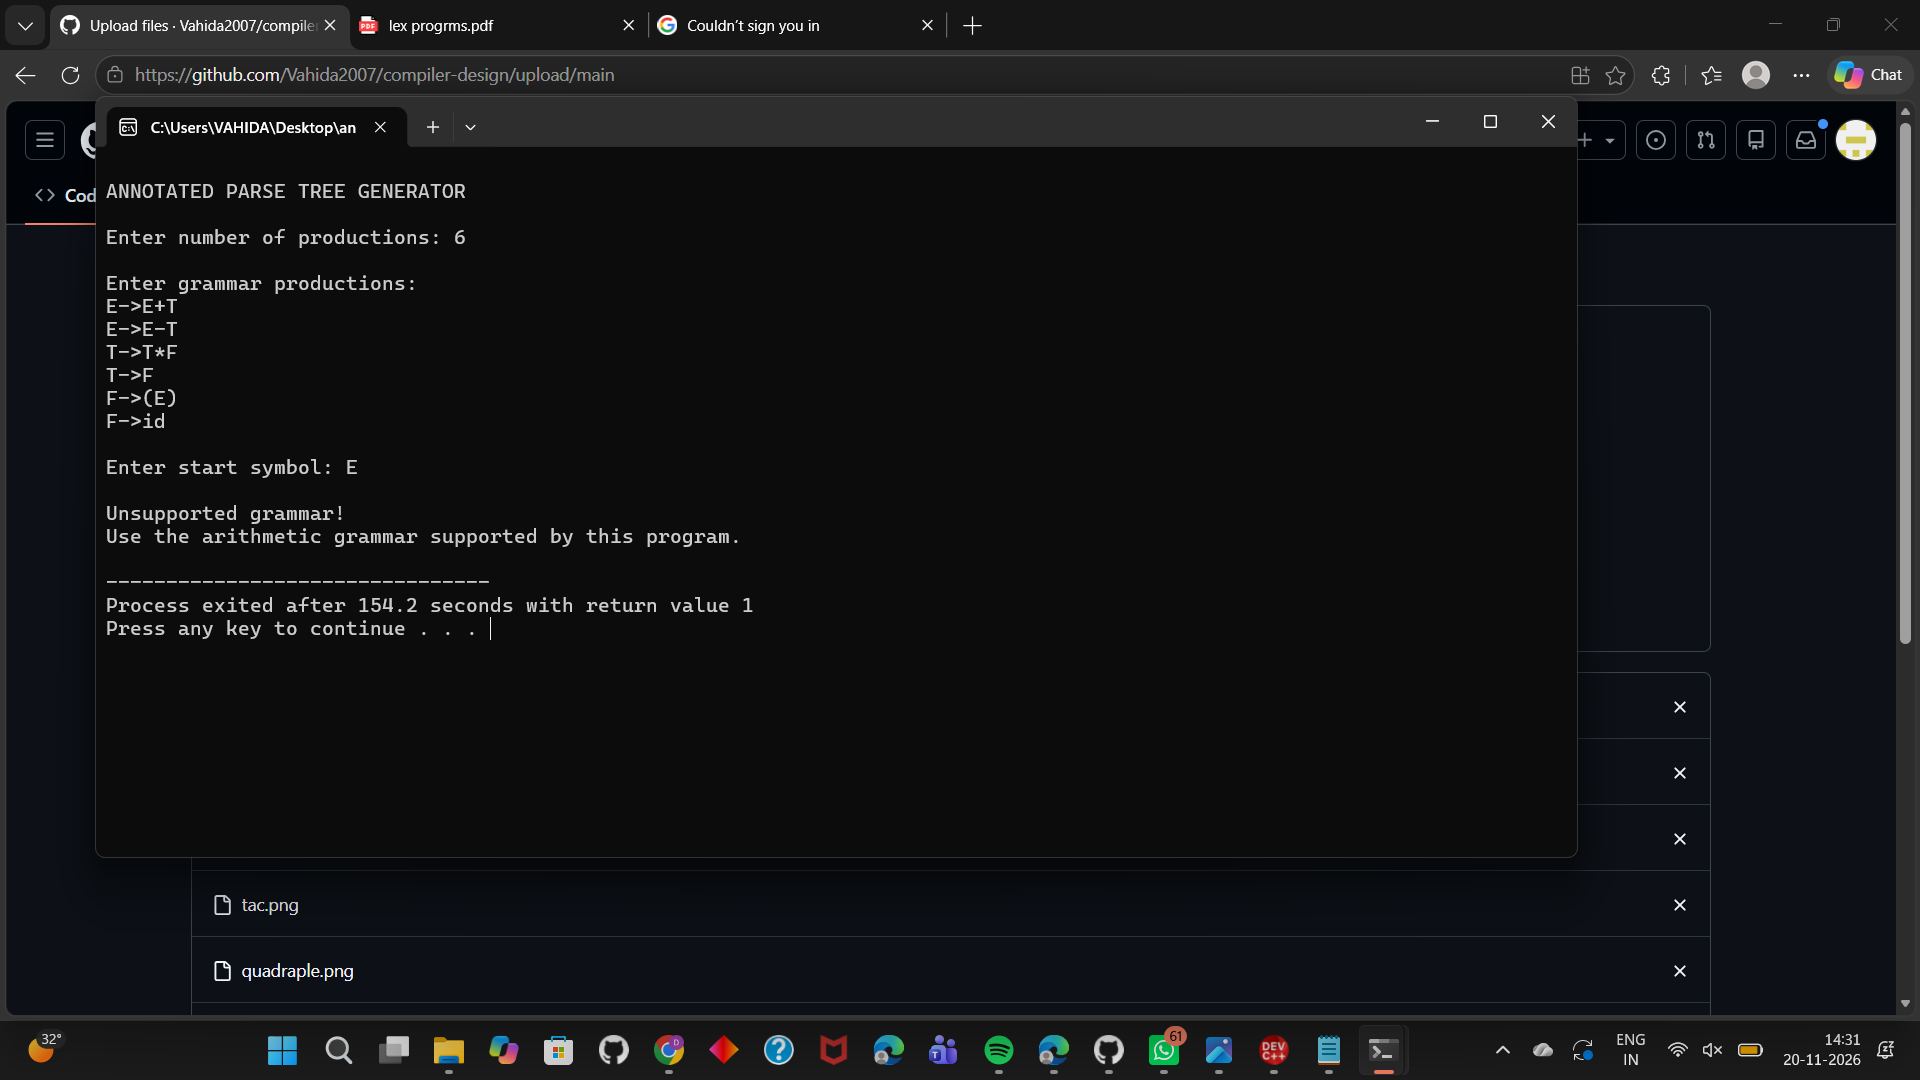 Upload files · Vahida2007/compiler
lex progrms.pdf
Couldn't sign you in
https://github.com/Vahida2007/compiler-design/upload/main
Chat
C:\Users\VAHIDA\Desktop\an
Cod
ANNOTATED PARSE TREE GENERATOR
Enter number of productions: 6
Enter grammar productions:
E->E+T
E->E-T
T->T*F
T->F
F->(E)
F->id
Enter start symbol: E
Unsupported grammar!
Use the arithmetic grammar supported by this program.
--------------------------------
Process exited after 154.2 seconds with return value 1
Press any key to continue . . .
tac.png
quadraple.png
32°
61
DEV
C++
ENG
IN
14:31
20-11-2026